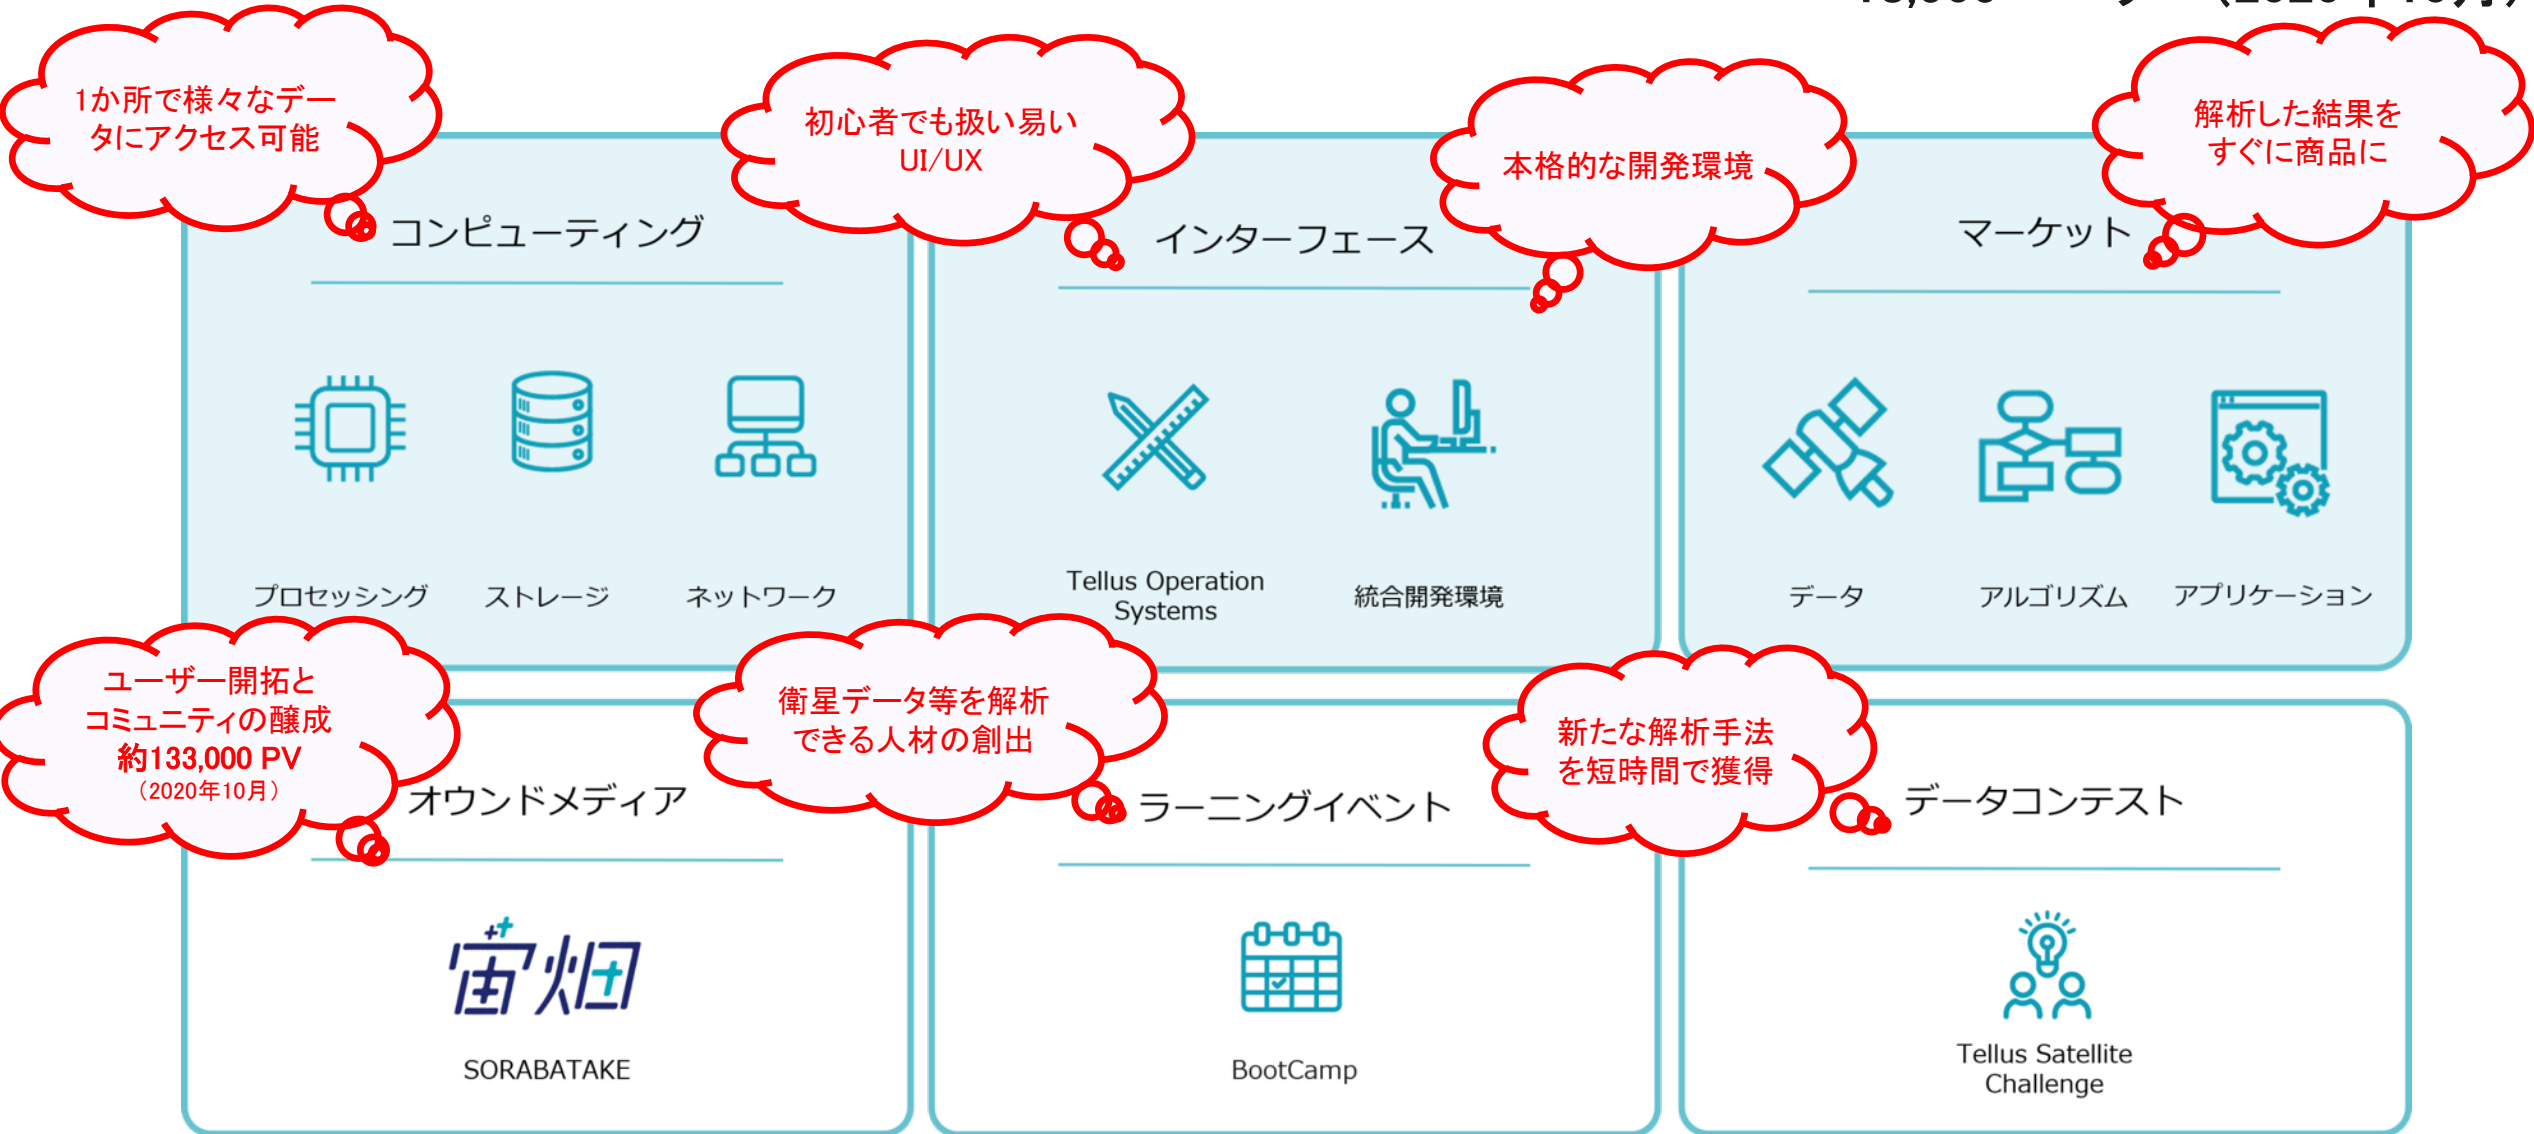 1か所で様々なデー
タにアクセス可能
初心者でも扱い易い
UI/UX
本格的な開発環境
解析した結果を
すぐに商品に
コンピューティング
インターフェース
マーケット
プロセッシング
ストレージ
ネットワーク
Tellus Operation
Systems
統合開発環境
データ
アルゴリズム
アプリケーション
ユーザー開拓と
コミュニティの醸成
約133,000 PV
（2020年10月）
衛星データ等を解析
できる人材の創出
新たな解析手法
を短時間で獲得
オウンドメディア
ラーニングイベント
データコンテスト
宙畑
SORABATAKE
BootCamp
Tellus Satellite
Challenge